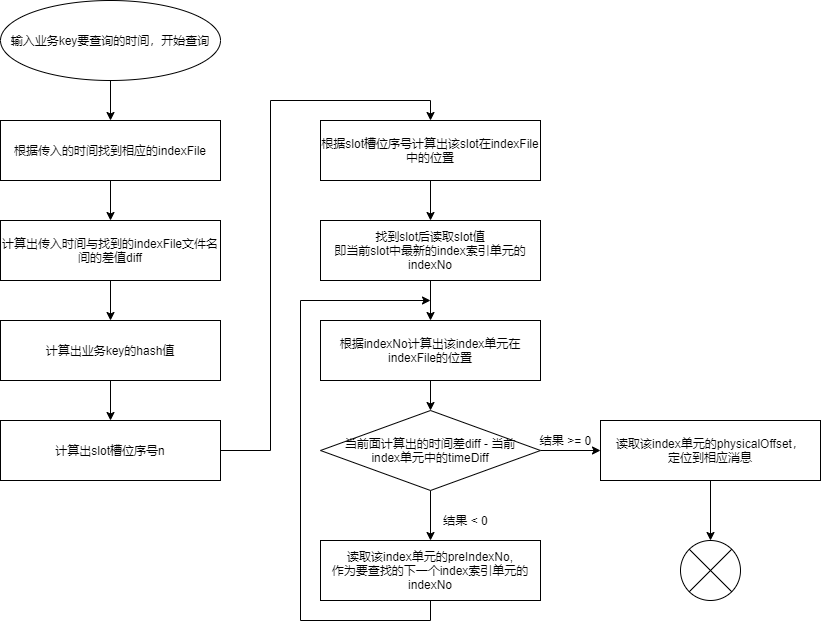 输入业务key要查询的时间，开始查询
根据传入的时间找到相应的indexFile
计算出传入时间与找到的indexFile文件名
间的差值diff
计算出业务key的hash值
计算出slot槽位序号n
根据slot槽位序号计算出该slot在indexFile
中的位置
找到slot后读取slot值
即当前slot中最新的index索引单元的
indexNo
根据indexNo计算出该index单元在
indexFile的位置
当前面计算出的时间差diff - 当前
index单元中的timeDiff
结果 >= 0
读取该index单元的physicalOffset，
定位到相应消息
结果 < 0
读取该index单元的preIndexNo,
作为要查找的下一个index索引单元的
indexNo